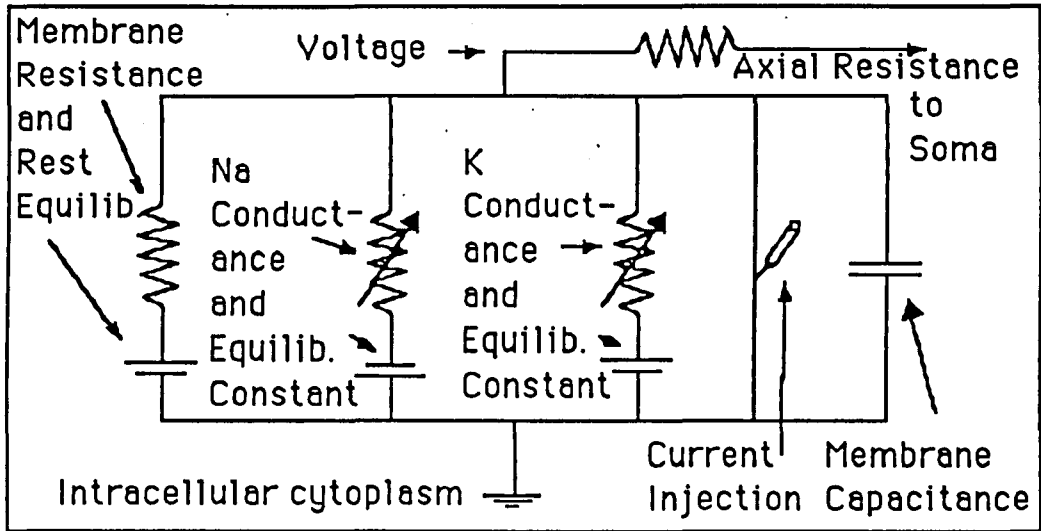 Membrane
Resistance
and
Rest
Equilib.
Voltage
Axial Resistance
to
Soma
Na
Conduct-
ance
and
Equilib.
Constant
K
Conduct-
ance
and
Equilib.
Constant
Current
Injection
Membrane
Capacitance
Intracellular cytoplasm